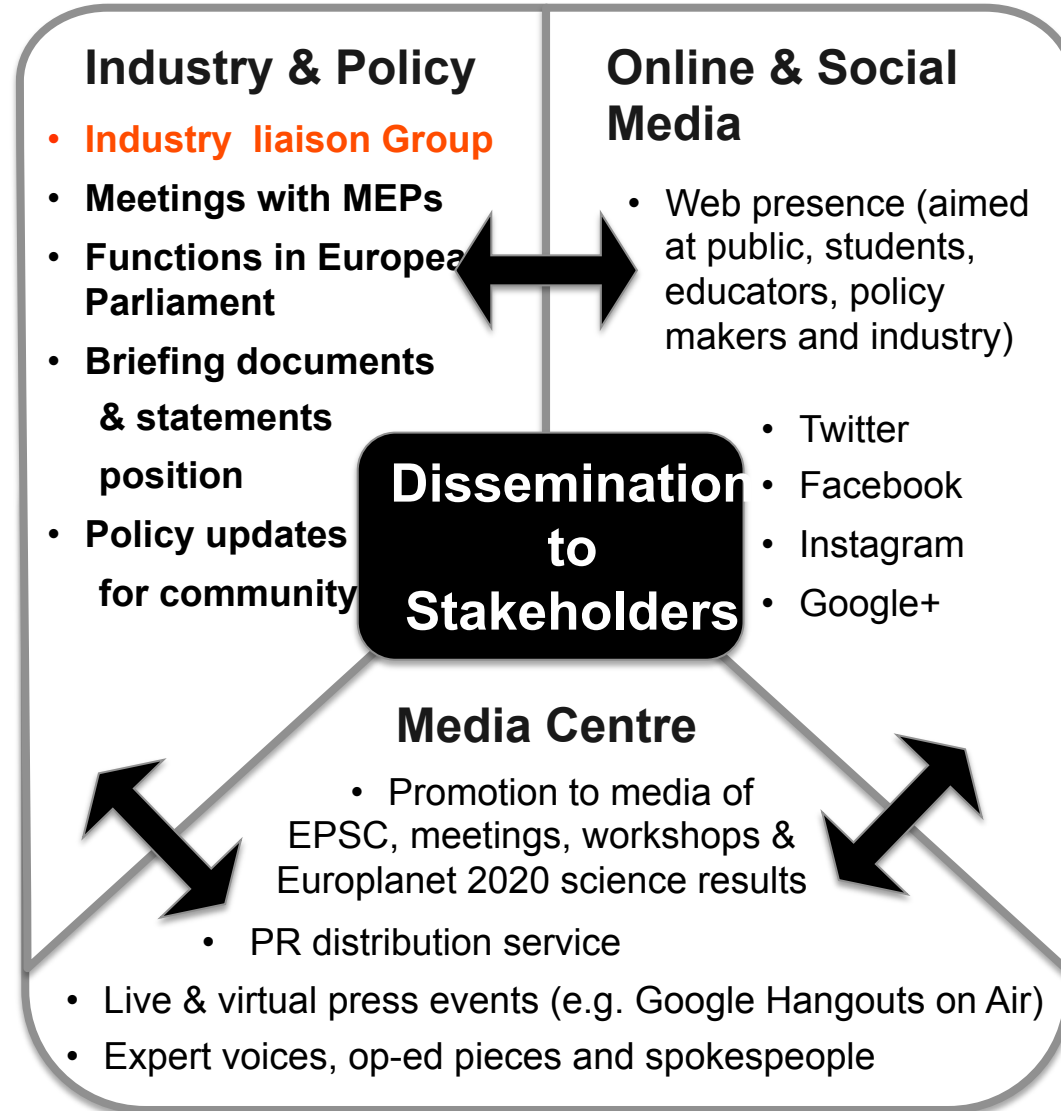 Industry & Policy
• Industry liaison Group
• Meetings with MEPs
• Functions in Europea
Parliament
• Briefing documents
& statements
position
• Policy updates
for community
Online & Social
Media
• Web presence (aimed
at public, students,
educators, policy
makers and industry)
• Twitter
• Facebook
• Instagram
• Google+
Dissemination
to
Stakeholders
Media Centre
• Promotion to media of
EPSC, meetings, workshops &
Europlanet 2020 science results
• PR distribution service
• Live & virtual press events (e.g. Google Hangouts on Air)
• Expert voices, op-ed pieces and spokespeople